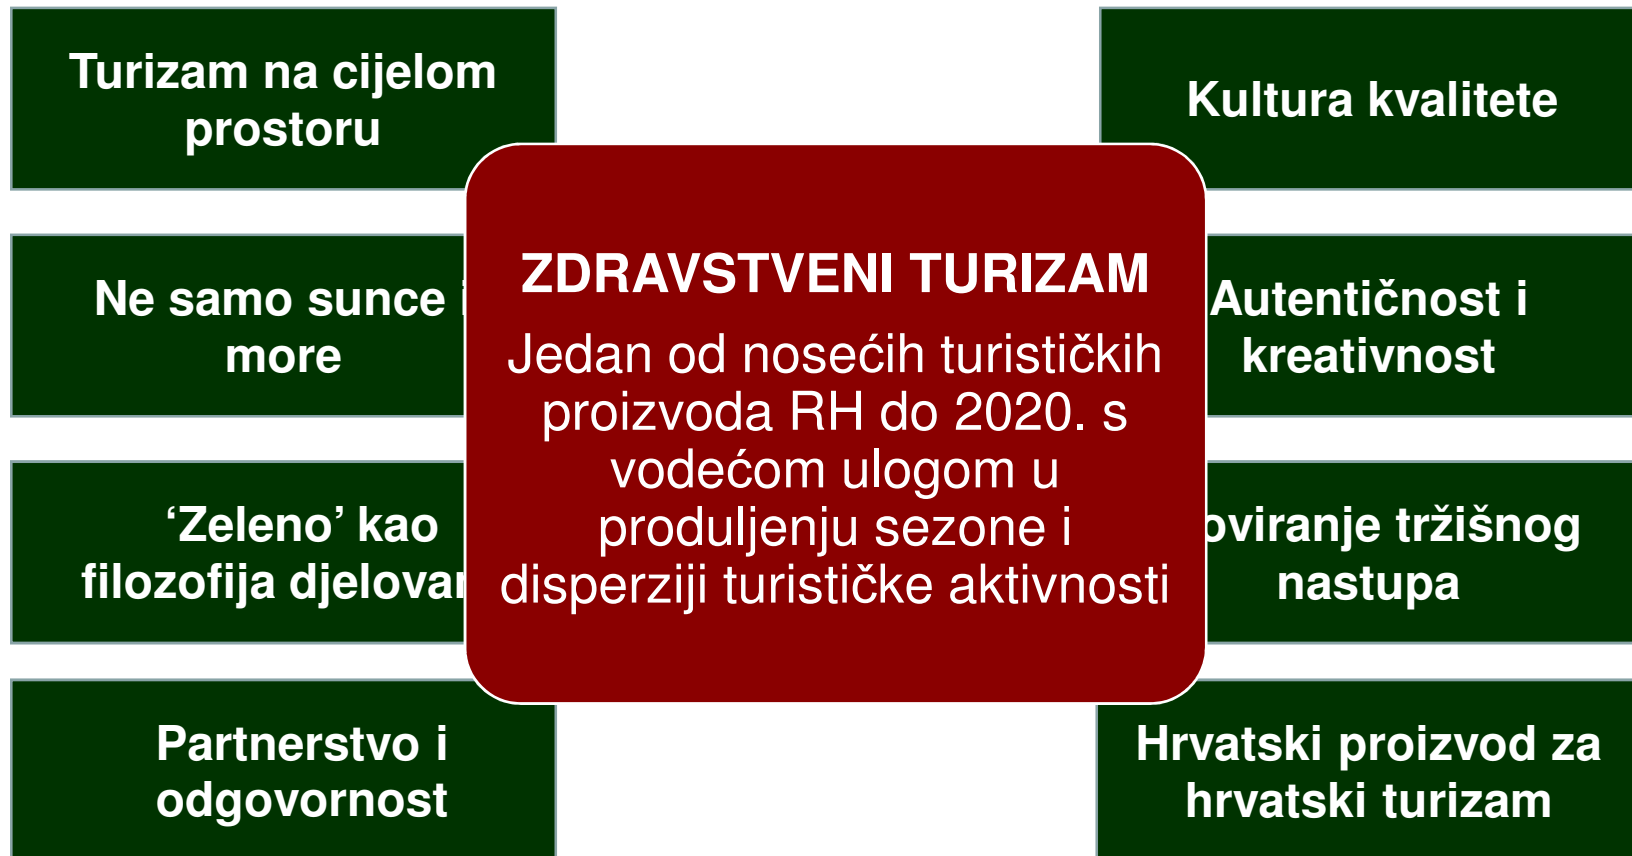 Turizam na cijelom
prostoru
Ne samo sunce i
more
‘Zeleno’ kao
filozofija
Partnerstvo i
odgovornost
ZDRAVSTVENI TURIZAM
Jedan od nosećih turističkih
proizvoda RH do 2020. s
vodećom ulogom u
produljenju sezone i
disperziji turističke aktivnosti
Kultura kvalitete
Autentičnost i
kreativnost
tržišnog
nastupa
Hrvatski proizvod za
hrvatski turizam